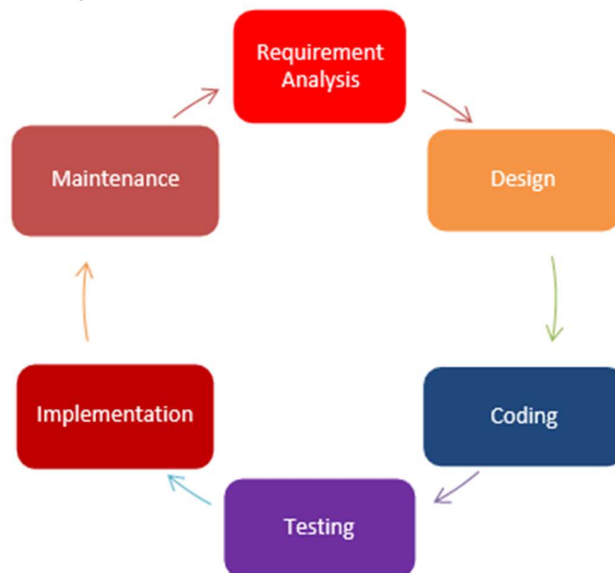 Requirement
Analysis
Design
Coding
Testing
Implementation
Maintenance